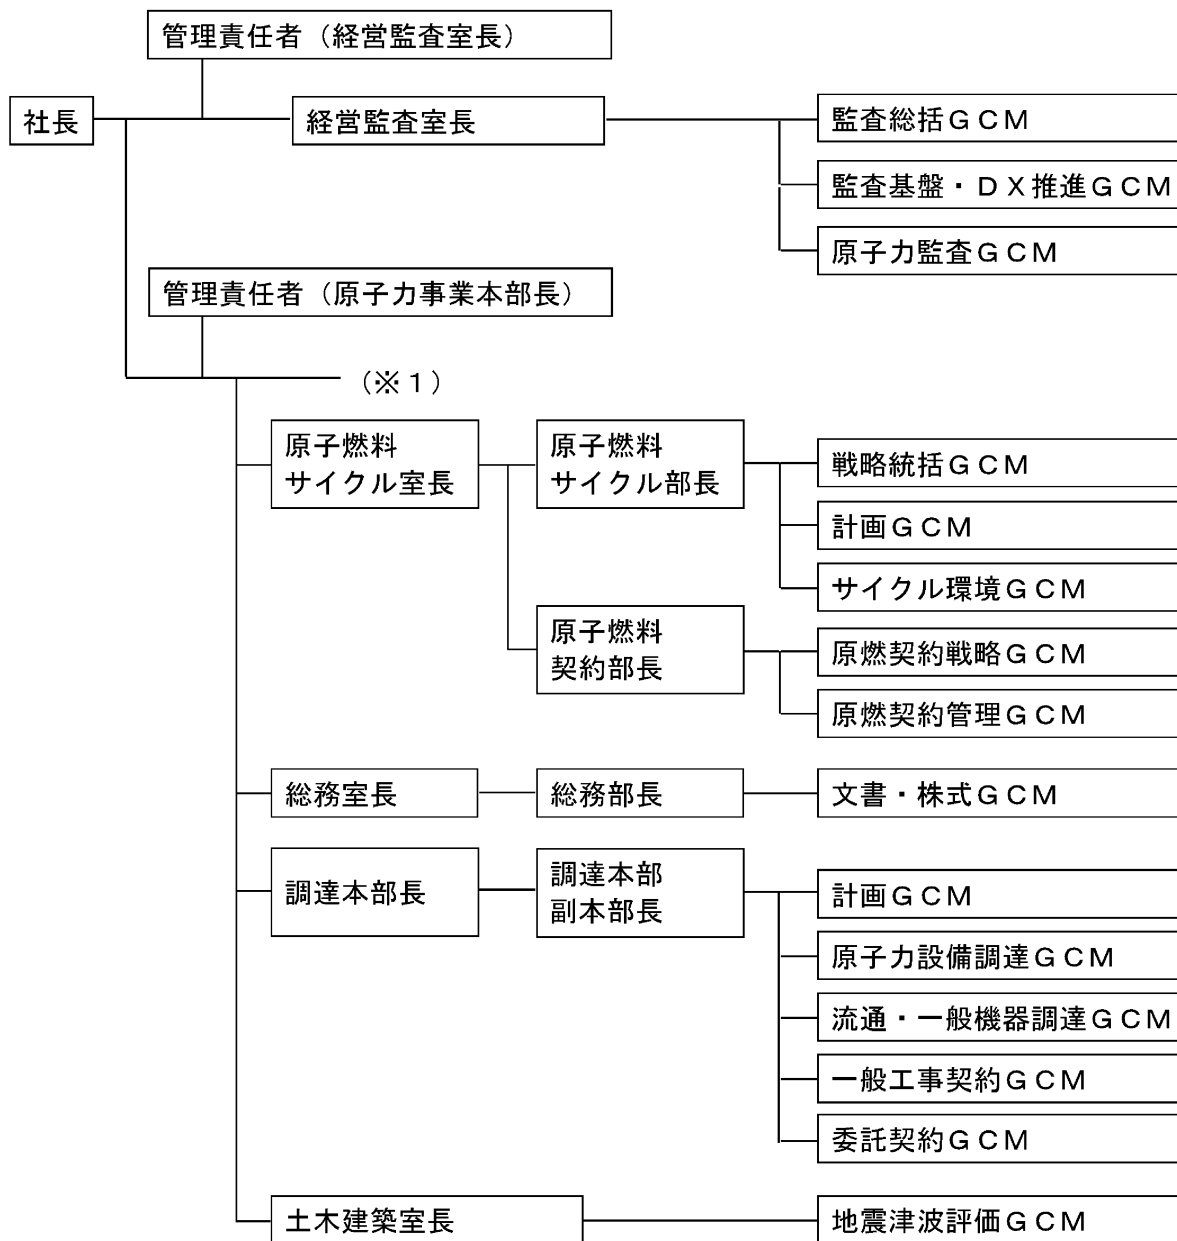 管理責任者（経営監査室長）
社長
経営監査室長
監査総括ＧＣＭ
監査基盤・ＤＸ推進ＧＣＭ
原子力監査ＧＣＭ
管理責任者（原子力事業本部長）
（※１）
原子燃料
サイクル室長
原子燃料
サイクル部長
戦略統括ＧＣＭ
計画ＧＣＭ
サイクル環境ＧＣＭ
原子燃料
契約部長
原燃契約戦略ＧＣＭ
原燃契約管理ＧＣＭ
総務室長
総務部長
文書・株式ＧＣＭ
調達本部長
調達本部
副本部長
計画ＧＣＭ
原子力設備調達ＧＣＭ
流通・一般機器調達ＧＣＭ
一般工事契約ＧＣＭ
委託契約ＧＣＭ
土木建築室長
地震津波評価ＧＣＭ